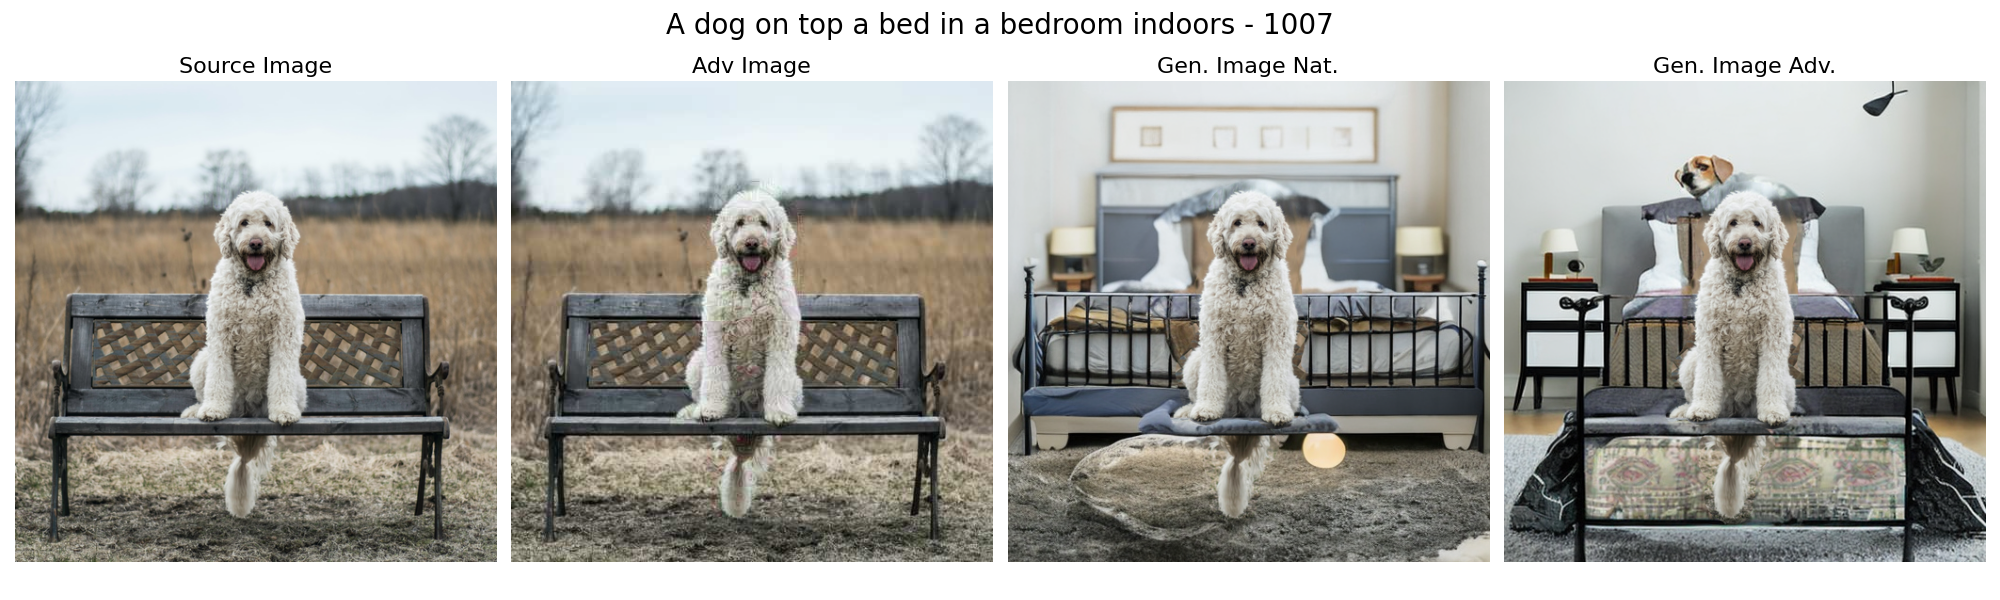 A dog on top a bed in a bedroom indoors - 1007
Source Image
Adv Image
Gen. Image Nat.
Gen. Image Adv.